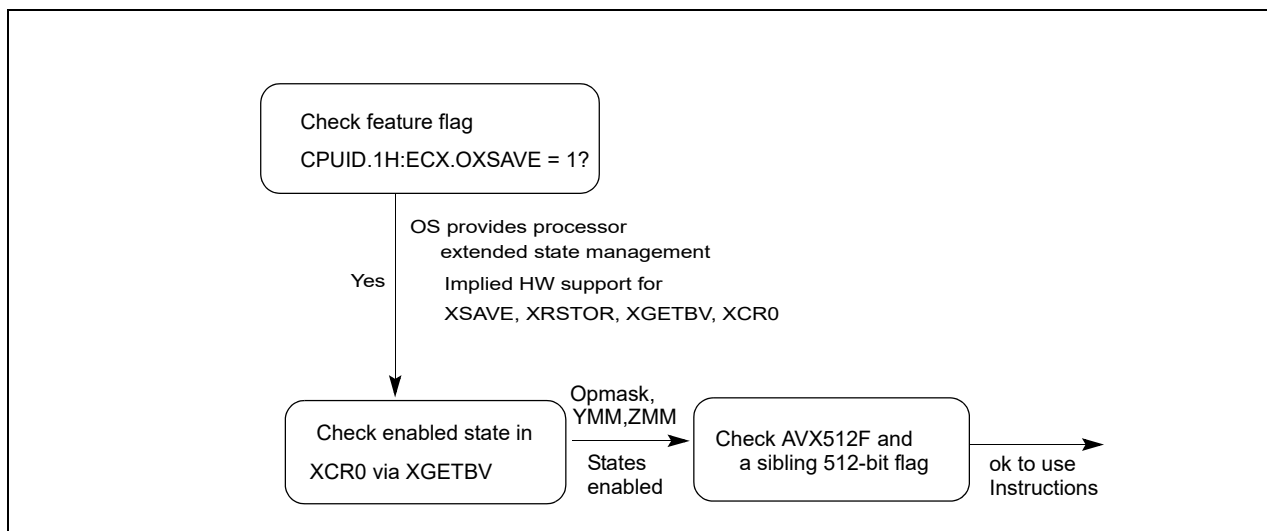 Check feature flag
CPUID.1H:ECX.OXSAVE = 1?
OS provides processor
extended state management
Yes
Implied HW support for
XSAVE, XRSTOR, XGETBV, XCR0
Check enabled state in
XCR0 via XGETBV
Opmask,
YMM,ZMM
States
enabled
Check AVX512F and
a sibling 512-bit flag
ok to use
Instructions